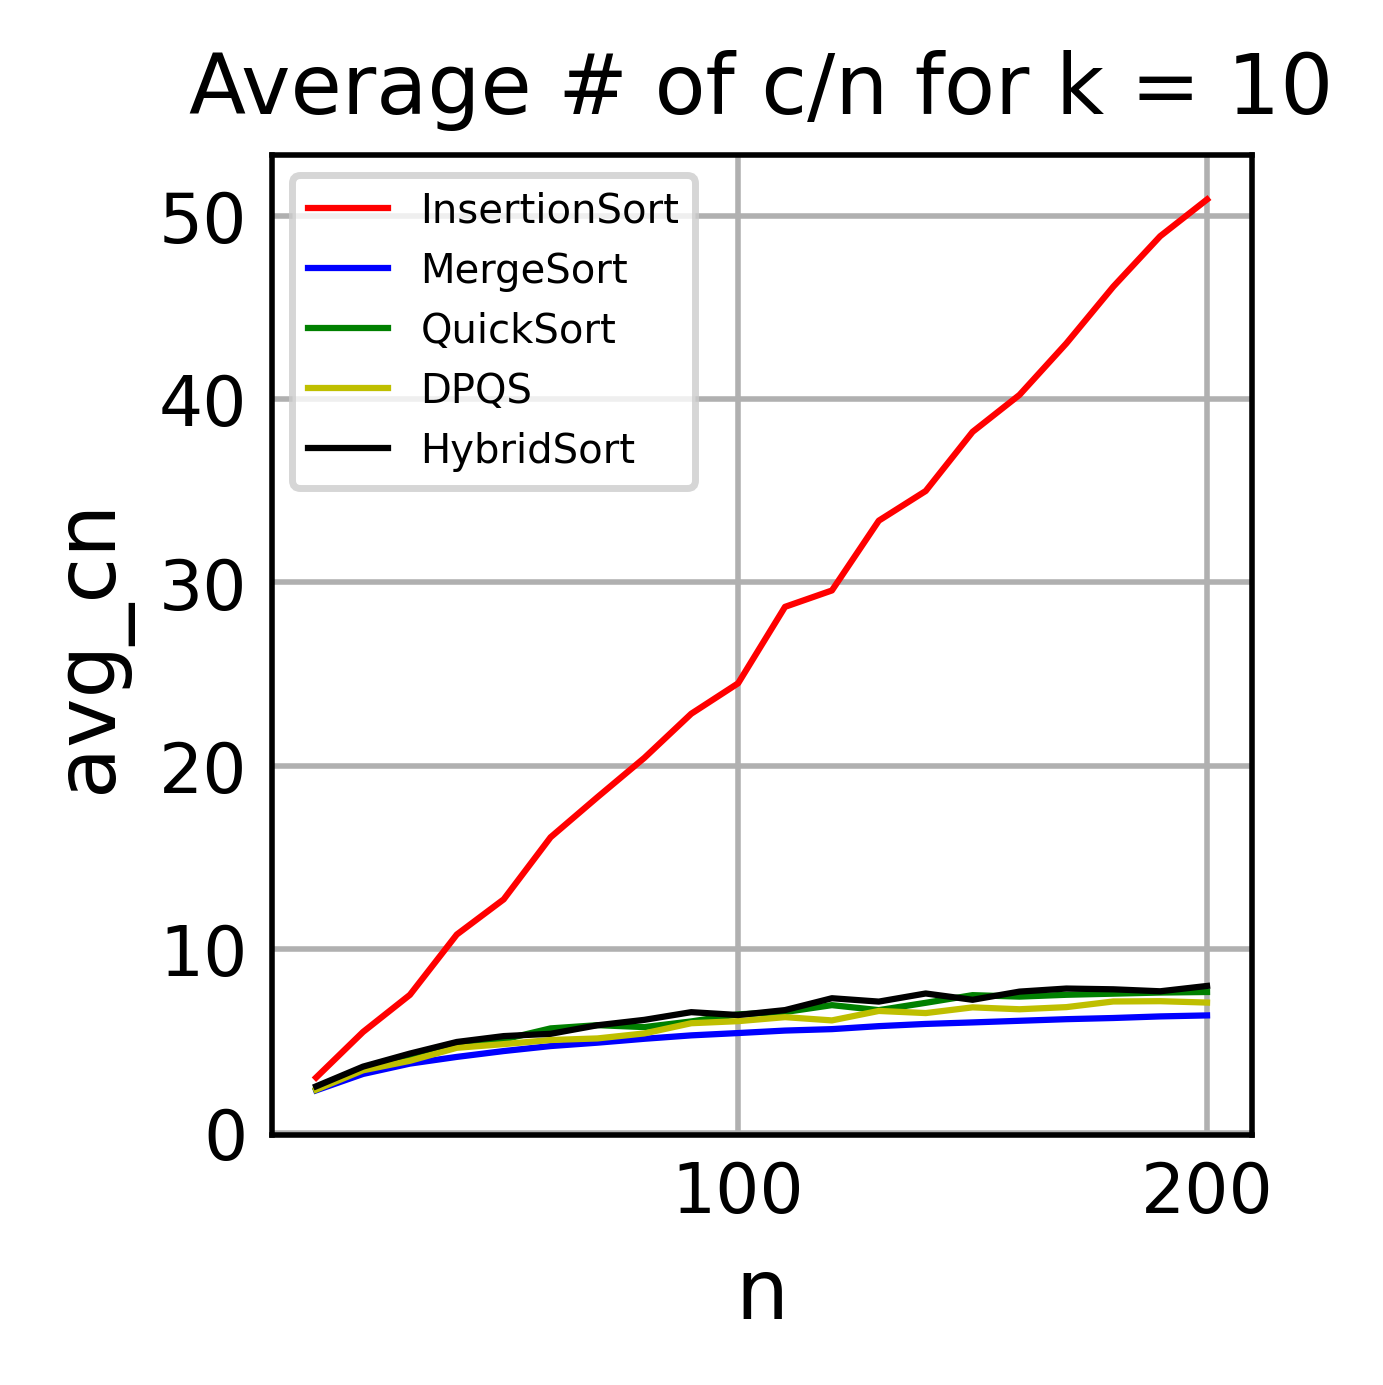 Average # of c/n for k = 10
InsertionSort
MergeSort
QuickSort
DPQS
HybridSort
avg_cn
50
40
30
20
10
0
100 200
n